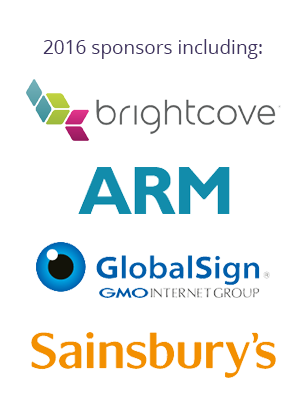 2016 sponsors including:
brightcove
ARM
GlobalSign®
GMO INTERNET GROUP
Sainsbury's